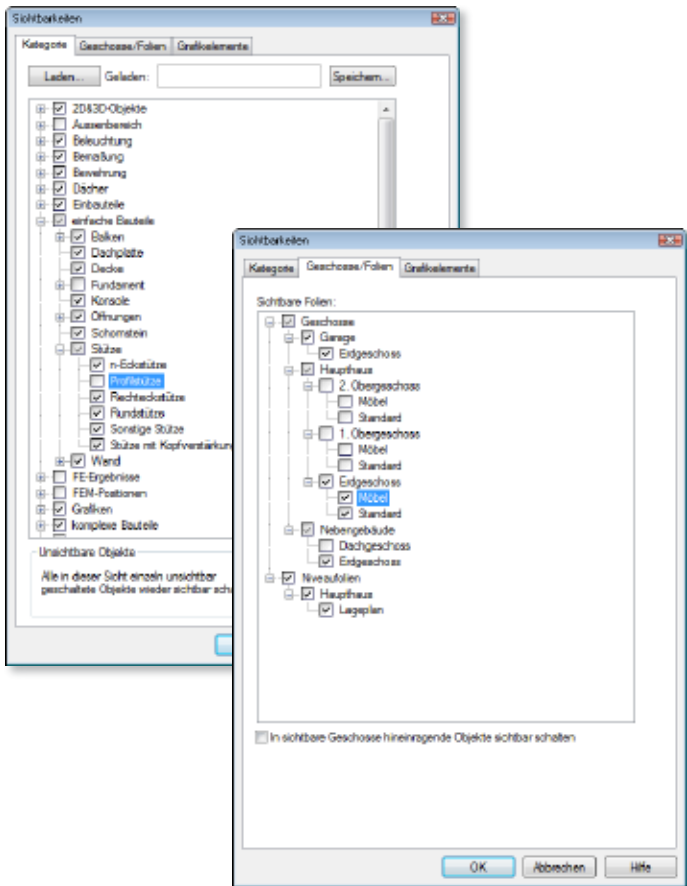 Sichtbarkeiten
Kategorie Geschosse/Folien Grafikelemente
Laden... Geladen: Speichern...
2D&3D-Objekte
Aussenbereich
Beleuchtung
Bemaßung
Bewehrung
Dächer
Einbauteile
einfache Bauteile
Balken
Dachplatte
Decke
Fundament
Konsole
Öffnungen
Schornstein
Stütze
n-Eckstütze
Profilstütze
Rechteckstütze
Rundstütze
Sonstige Stütze
Stütze mit Kopfverstärkun
Wand
FE-Ergebnisse
FEM-Positionen
Grafiken
komplexe Bauteile
Unsichtbare Objekte
Alle in dieser Sicht einzeln unsichtbar
geschaltete Objekte wieder sichtbar scha
Sichtbarkeiten
Kategorie Geschosse/Folien Grafikelemente
Sichtbare Folien:
Geschosse
Garage
Erdgeschoss
Haupthaus
2. Obergeschoss
Möbel
Standard
1. Obergeschoss
Möbel
Standard
Erdgeschoss
Möbel
Standard
Nebengebäude
Dachgeschoss
Erdgeschoss
Niveaufolien
Haupthaus
Lageplan
In sichtbare Geschosse hineinragende Objekte sichtbar schalten
OK Abbrechen Hilfe